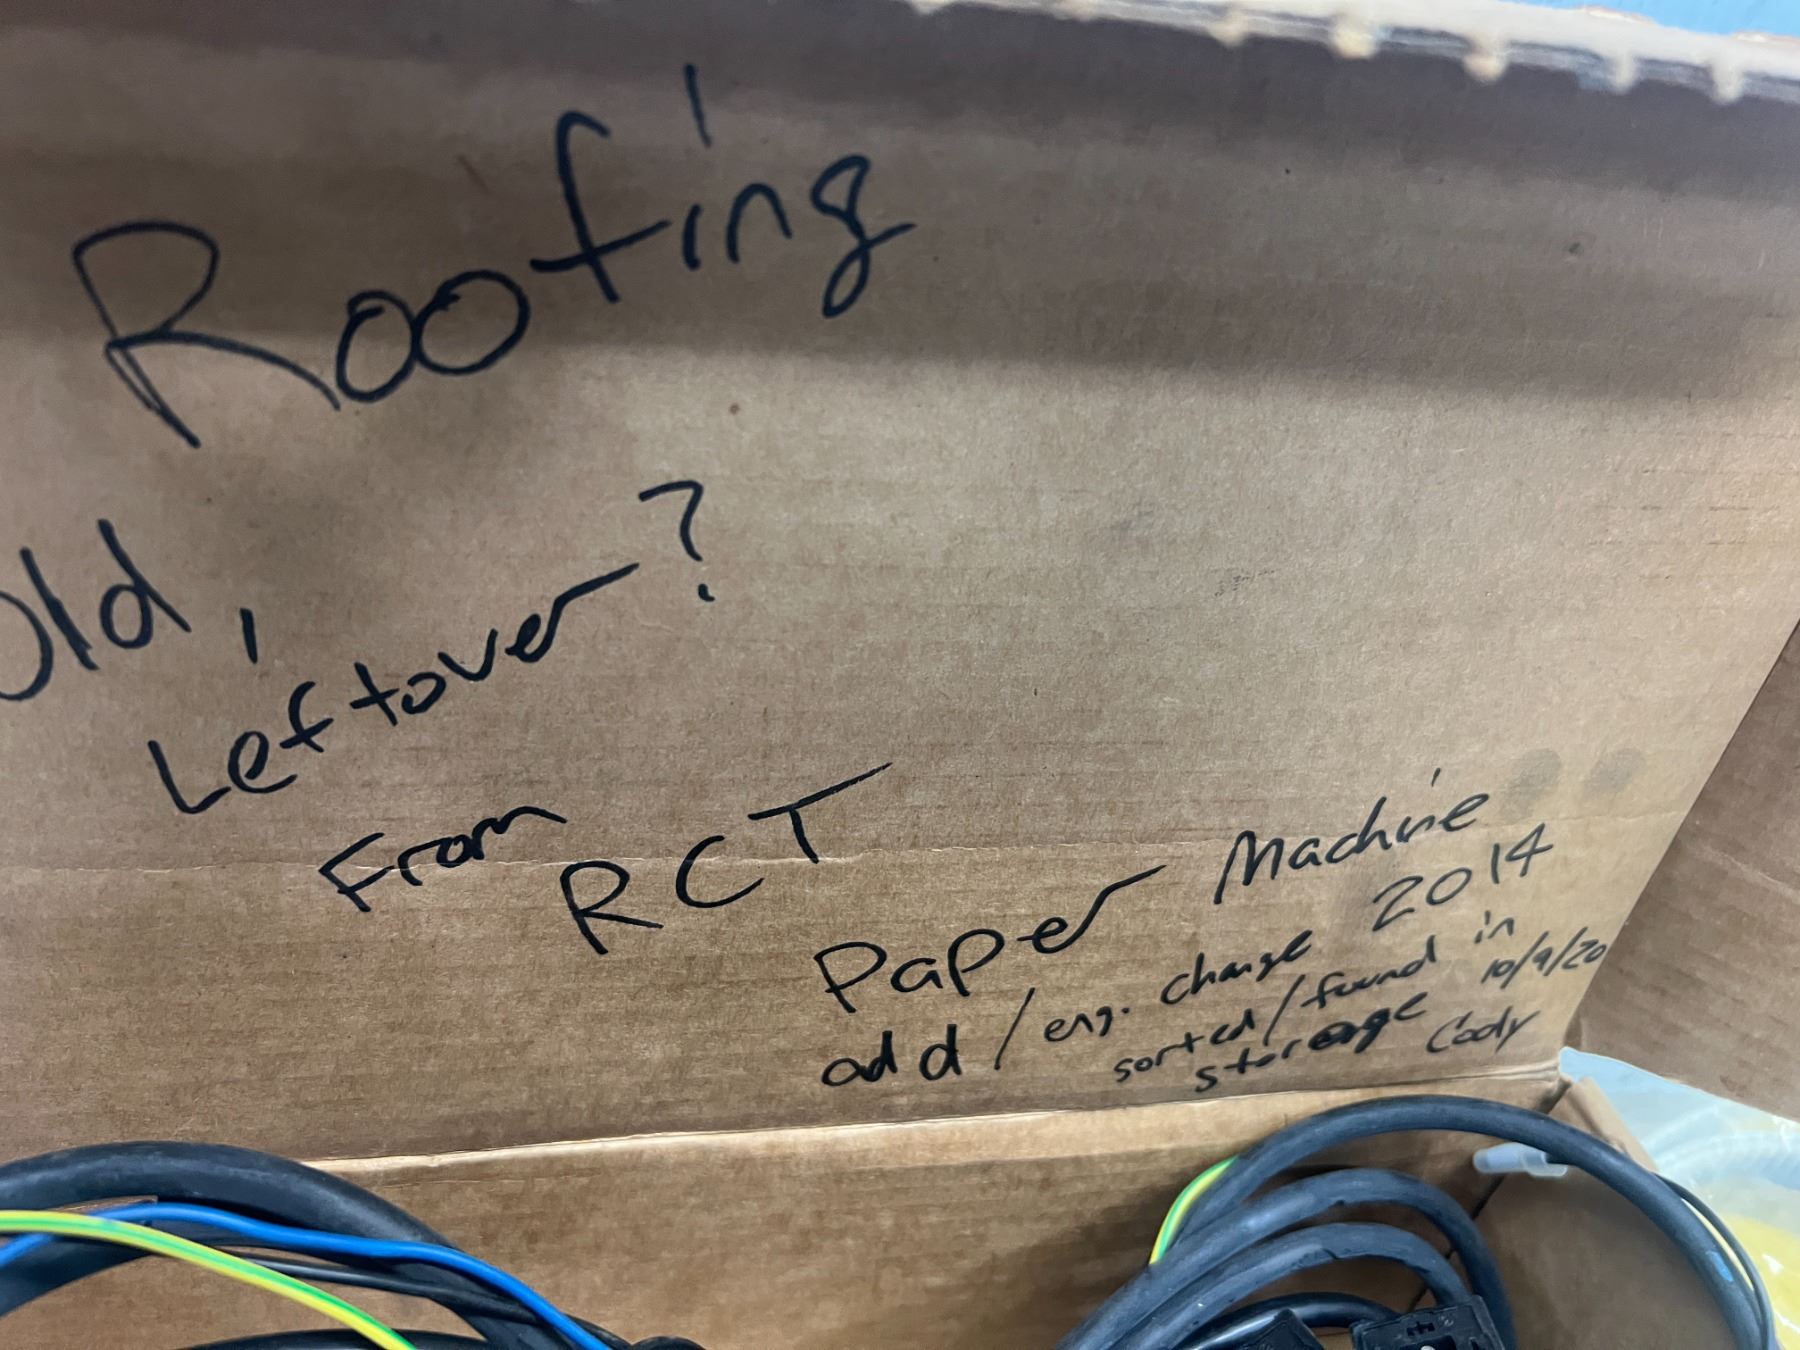 Roofing
Old,
Leftover?
From
RCT
Paper Machine
add/eng. change 2014
sorted/found in
storage 10/9/20
Cody